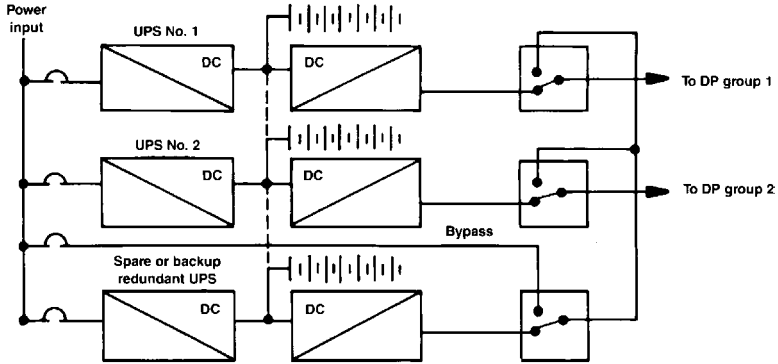 Power
input
UPS No. 1
DC
DC
To DP group 1
UPS No. 2
DC
DC
To DP group 2
Bypass
Spare or backup
redundant UPS
DC
DC